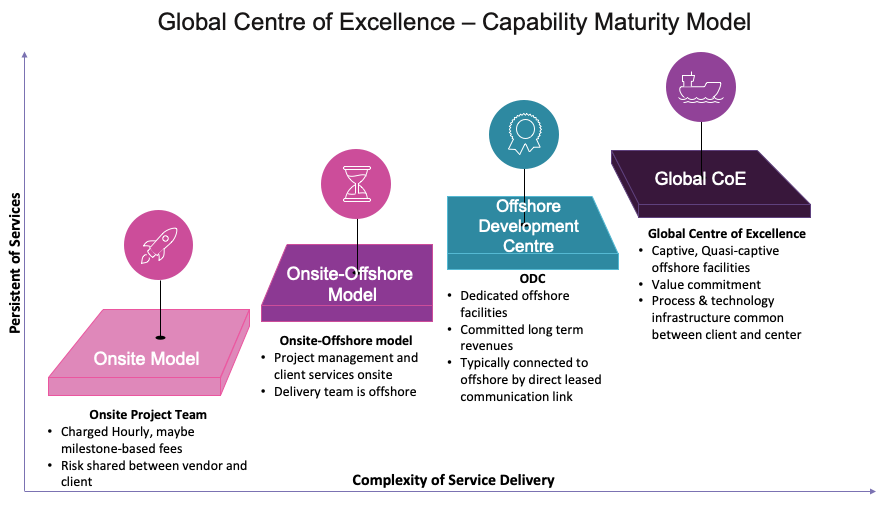 Global Centre of Excellence – Capability Maturity Model
Persistent of Services
Onsite Model
Onsite Project Team
• Charged Hourly, maybe
milestone-based fees
• Risk shared between vendor and
client
Onsite-Offshore
Model
Onsite-Offshore model
• Project management and
client services onsite
• Delivery team is offshore
Offshore
Development
Centre
ODC
• Dedicated offshore
facilities
• Committed long term
revenues
• Typically connected to
offshore by direct leased
communication link
Global CoE
Global Centre of Excellence
• Captive, Quasi-captive
offshore facilities
• Value commitment
• Process & technology
infrastructure common
between client and center
Complexity of Service Delivery